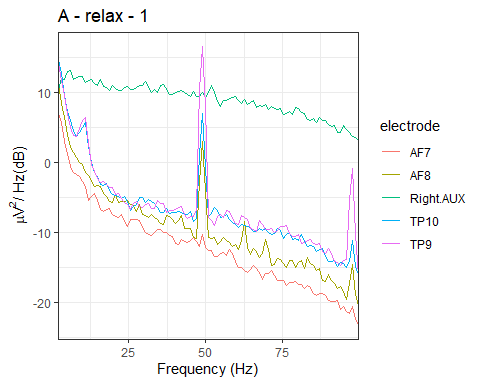 A - relax - 1
μV²/ Hz(dB)
10
0
-10
-20
25
50
75
Frequency (Hz)
electrode
AF7
AF8
Right.AUX
TP10
TP9